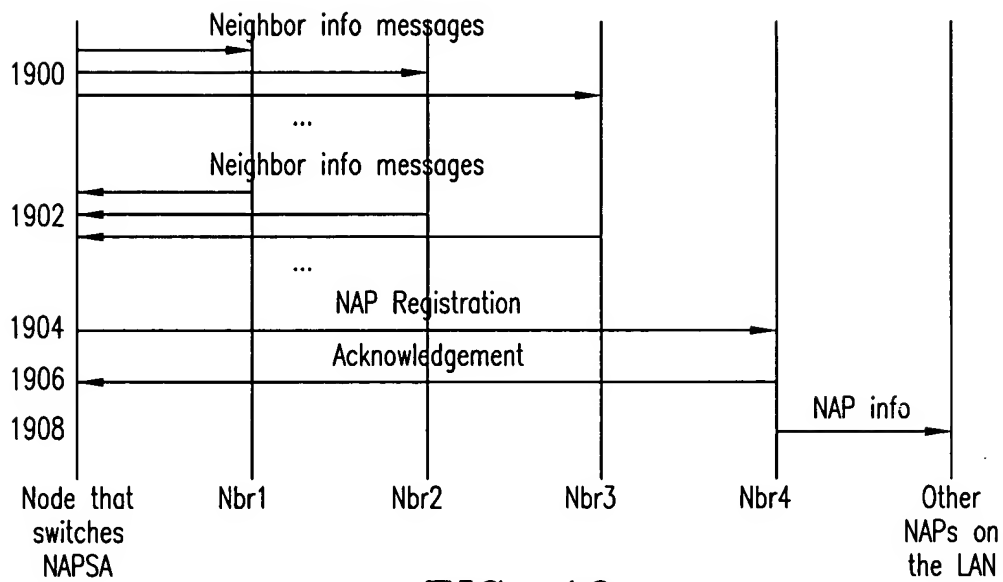 Neighbor info messages
1900
...
Neighbor info messages
1902
...
NAP Registration
1904
Acknowledgement
1906
NAP info
1908
Node that
switches
NAPSA
Nbr1
Nbr2
Nbr3
Nbr4
Other
NAPs on
the LAN